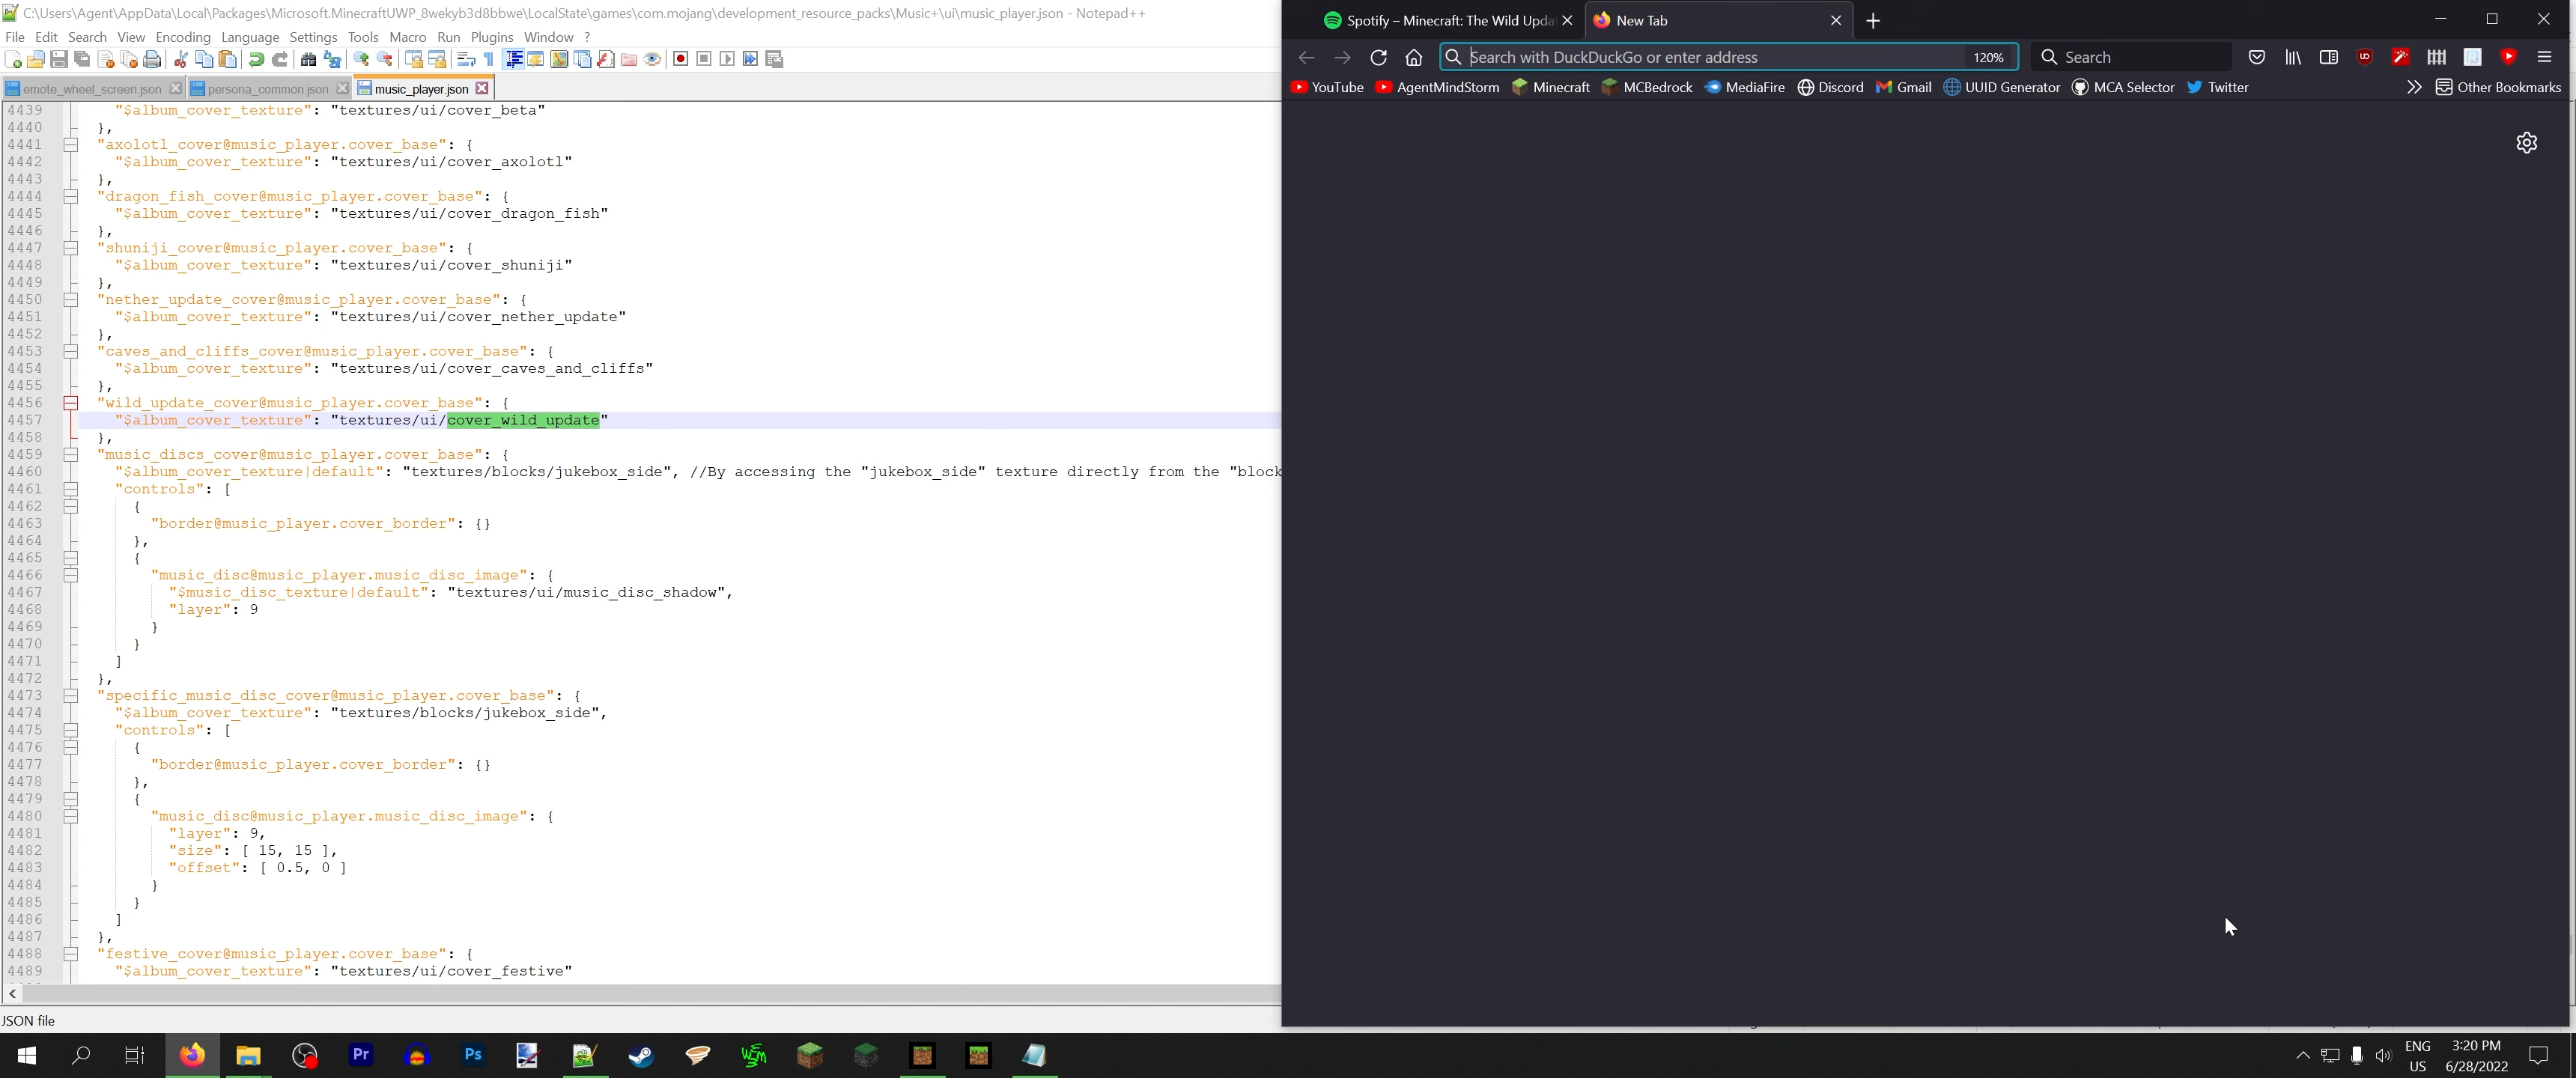 C:\Users\Agent\AppData\Local\Packages\Microsoft.MinecraftUWP_8wekyb3d8bbwe\LocalState\games\com.mojang\development_resource_packs\Music+\ui\music_player.json - Notepad++
File Edit Search View Encoding Language Settings Tools Macro Run Plugins Window ?
emote_wheel_screen.json persona_common.json music_player.json
4439 "$album_cover_texture": "textures/ui/cover_beta"
4440 },
4441 "axolotl_cover@music_player.cover_base": {
4442 "$album_cover_texture": "textures/ui/cover_axolotl"
4443 },
4444 "dragon_fish_cover@music_player.cover_base": {
4445 "$album_cover_texture": "textures/ui/cover_dragon_fish"
4446 },
4447 "shuniji_cover@music_player.cover_base": {
4448 "$album_cover_texture": "textures/ui/cover_shuniji"
4449 },
4450 "nether_update_cover@music_player.cover_base": {
4451 "$album_cover_texture": "textures/ui/cover_nether_update"
4452 },
4453 "caves_and_cliffs_cover@music_player.cover_base": {
4454 "$album_cover_texture": "textures/ui/cover_caves_and_cliffs"
4455 },
4456 "wild_update_cover@music_player.cover_base": {
4457 "$album_cover_texture": "textures/ui/cover_wild_update"
4458 },
4459 "music_discs_cover@music_player.cover_base": {
4460 "$album_cover_texture|default": "textures/blocks/jukebox_side", //By accessing the "jukebox_side" texture directly from the "block
4461 "controls": [
4462 {
4463 "border@music_player.cover_border": {}
4464 },
4465 {
4466 "music_disc@music_player.music_disc_image": {
4467 "$music_disc_texture|default": "textures/ui/music_disc_shadow",
4468 "layer": 9
4469 }
4470 }
4471 ]
4472 },
4473 "specific_music_disc_cover@music_player.cover_base": {
4474 "$album_cover_texture": "textures/blocks/jukebox_side",
4475 "controls": [
4476 {
4477 "border@music_player.cover_border": {}
4478 },
4479 {
4480 "music_disc@music_player.music_disc_image": {
4481 "layer": 9,
4482 "size": [ 15, 15 ],
4483 "offset": [ 0.5, 0 ]
4484 }
4485 }
4486 ]
4487 },
4488 "festive_cover@music_player.cover_base": {
4489 "$album_cover_texture": "textures/ui/cover_festive"
JSON file
Spotify – Minecraft: The Wild Upda New Tab
Search with DuckDuckGo or enter address 120% Search
YouTube AgentMindStorm Minecraft MCBedrock MediaFire Discord Gmail UUID Generator MCA Selector Twitter Other Bookmarks
Pr Ps
ENG 3:20 PM
US 6/28/2022